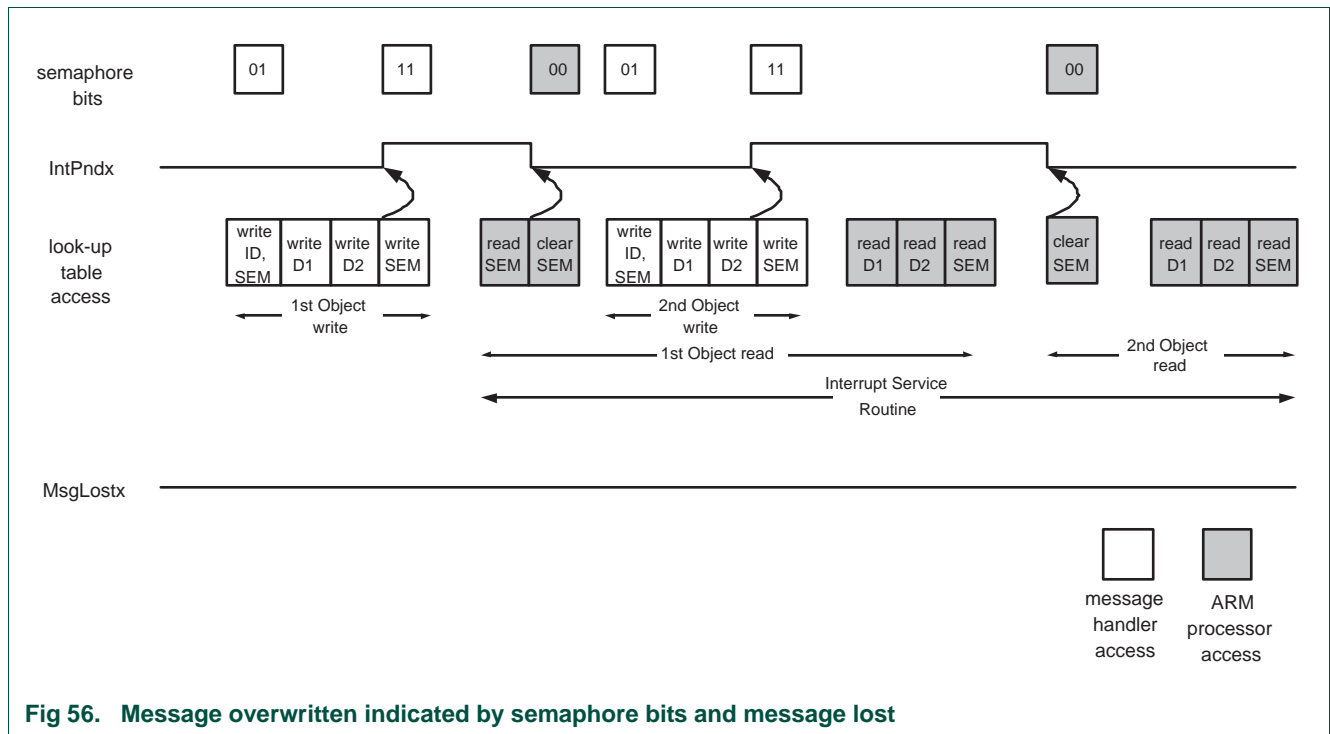 semaphore
bits
01
11
00
01
11
00
IntPndx
look-up
table
access
write
ID,
SEM
write
D1
write
D2
write
SEM
read
SEM
clear
SEM
write
ID,
SEM
write
D1
write
D2
write
SEM
read
D1
read
D2
read
SEM
clear
SEM
read
D1
read
D2
read
SEM
1st Object
write
2nd Object
write
1st Object read
2nd Object
read
Interrupt Service
Routine
MsgLostx
message
handler
access
ARM
processor
access
Fig 56. Message overwritten indicated by semaphore bits and message lost